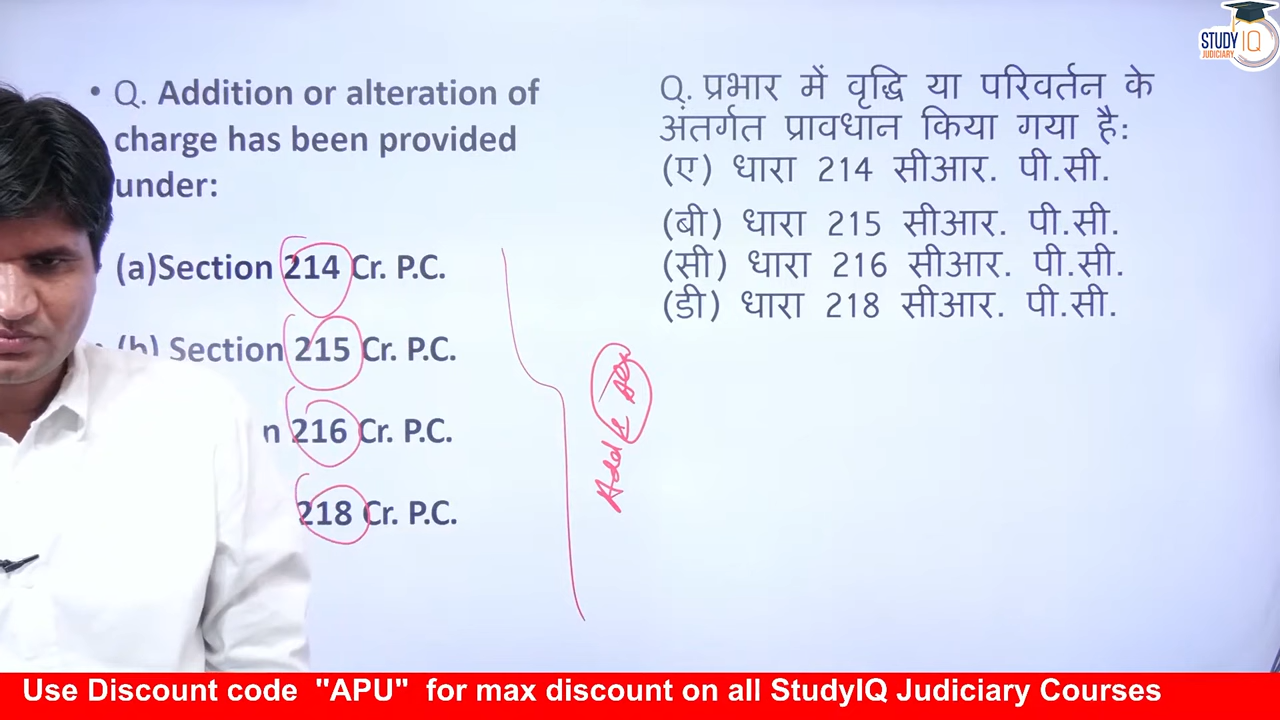 STUDY IQ
JUDICIARY
• Q. Addition or alteration of
charge has been provided
under:
(a)Section 214 Cr. P.C.
(b) Section 215 Cr. P.C.
n 216 Cr. P.C.
218 Cr. P.C.
Q. प्रभार में वृद्धि या परिवर्तन के
अंतर्गत प्रावधान किया गया है:
(ए) धारा 214 सीआर. पी.सी.
(बी) धारा 215 सीआर. पी.सी.
(सी) धारा 216 सीआर. पी.सी.
(डी) धारा 218 सीआर. पी.सी.
Add
Use Discount code "APU" for max discount on all StudyIQ Judiciary Courses